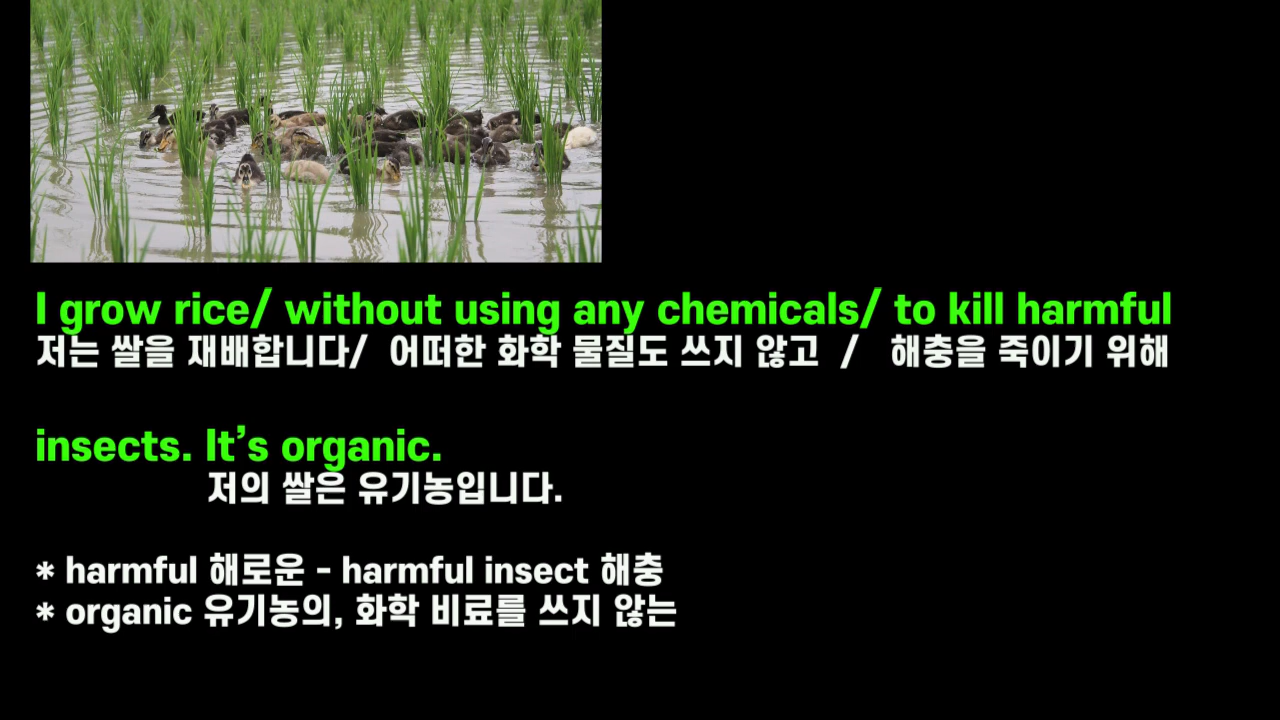 I grow rice/ without using any chemicals/ to kill harmful
저는 쌀을 재배합니다/ 어떠한 화학 물질도 쓰지 않고 / 해충을 죽이기 위해
insects. It’s organic.
저의 쌀은 유기농입니다.
* harmful 해로운 - harmful insect 해충
* organic 유기농의, 화학 비료를 쓰지 않는